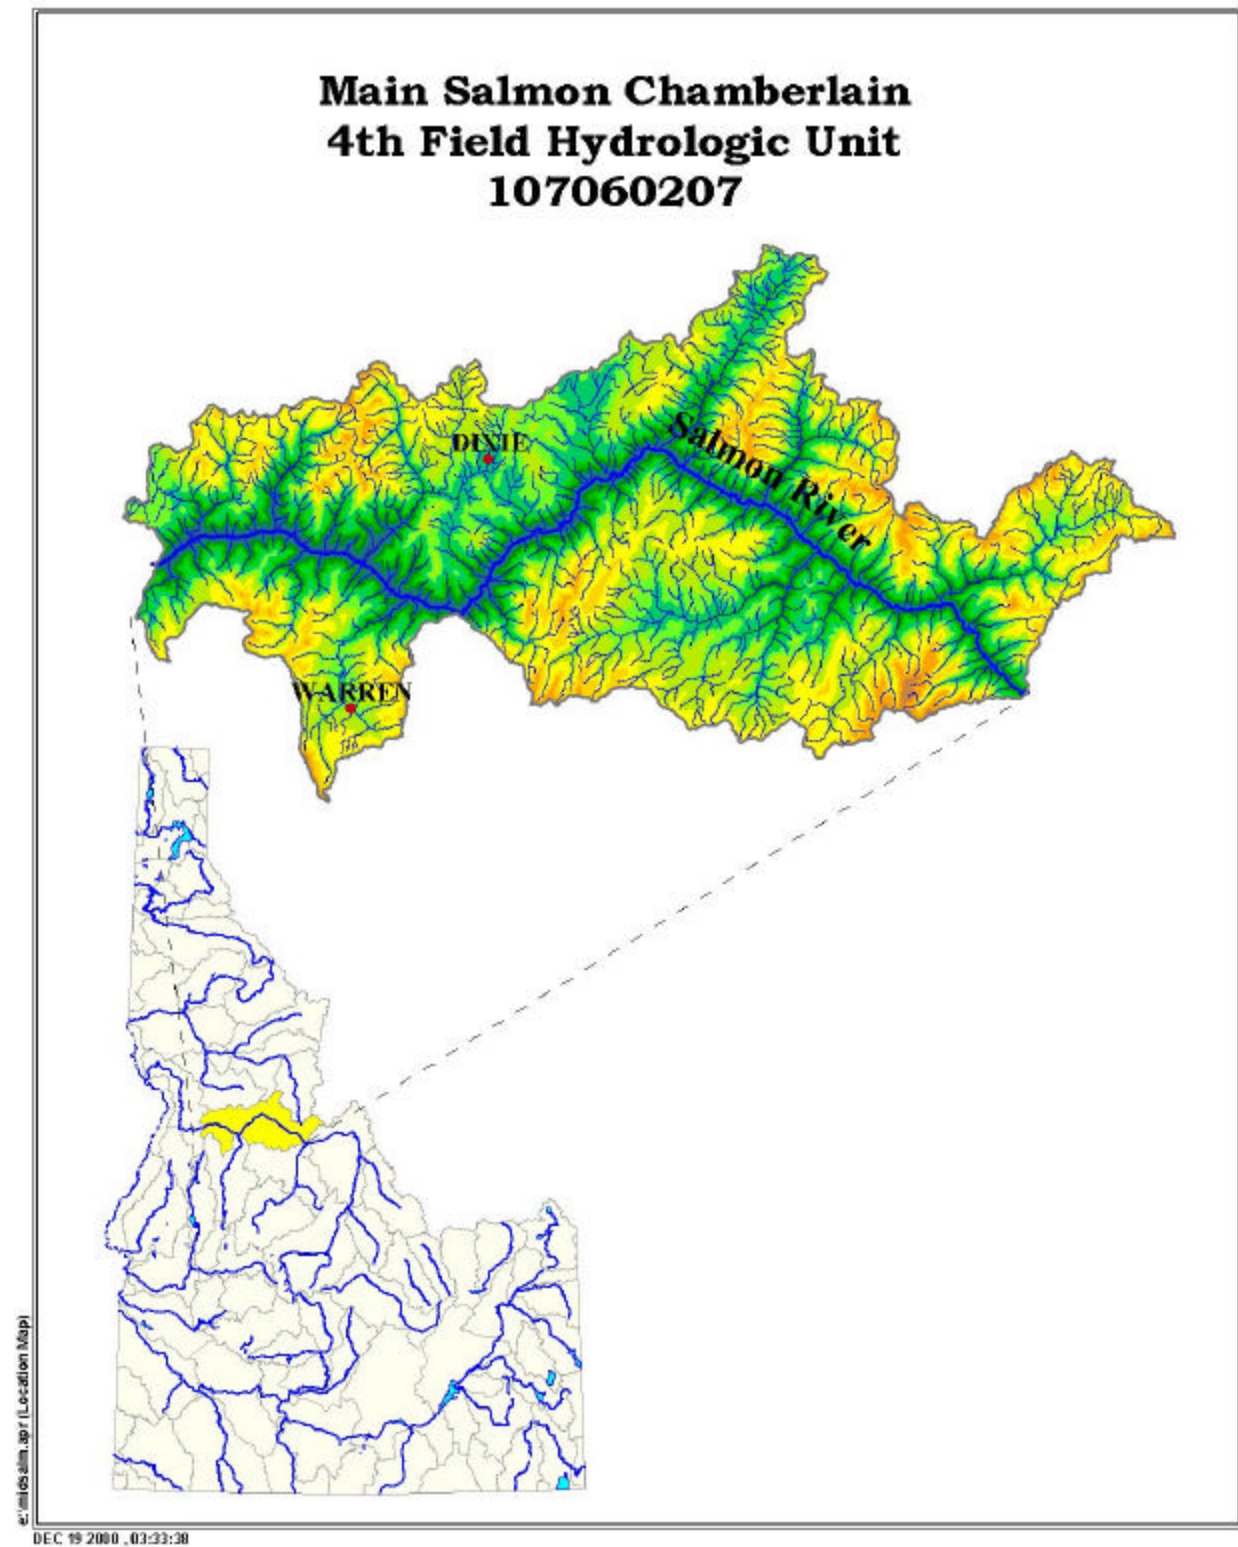 Main Salmon Chamberlain
4th Field Hydrologic Unit
107060207
DIXIE
Salmon River
WARREN
e:\midsalm.apr (Location Map)
DEC 19 2000 , 03:33:38